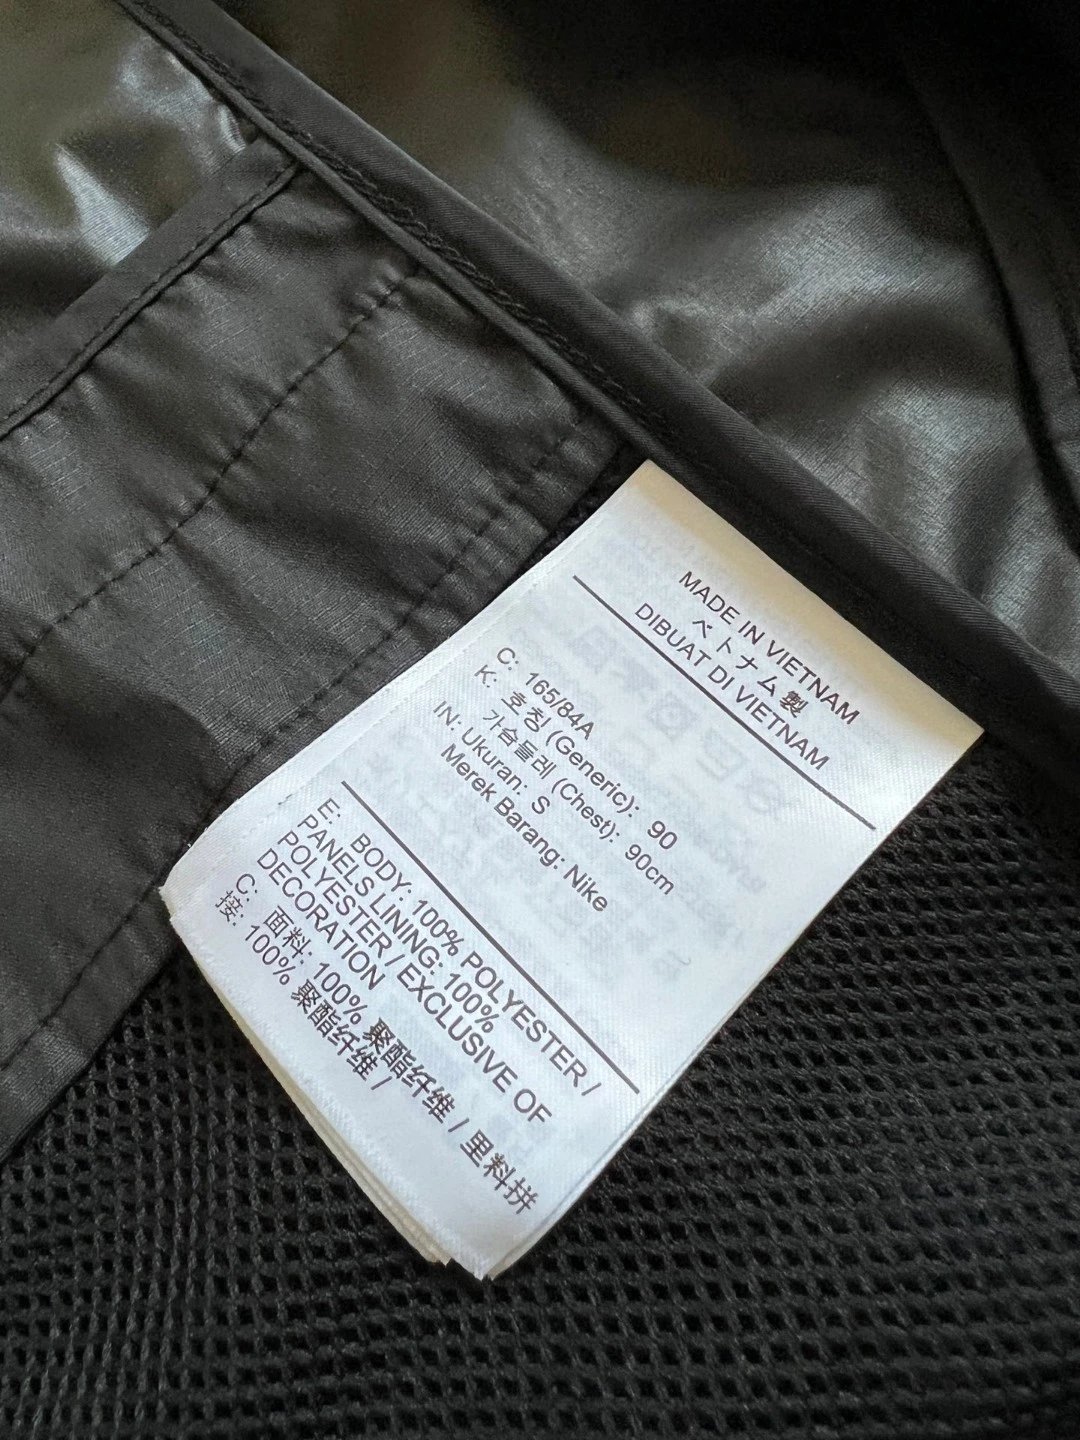 MADE IN VIETNAM
ベトナム製
DIBUAT DI VIETNAM
C: 165/84A
K: 호칭 (Generic): 90
가슴둘레 (Chest): 90cm
IN: Ukuran: S
Merek Barang: Nike
E: BODY: 100% POLYESTER /
PANELS LINING: 100%
POLYESTER / EXCLUSIVE OF
DECORATION
C: 面料: 100% 聚酯纤维 / 里料拼
接: 100% 聚酯纤维 /